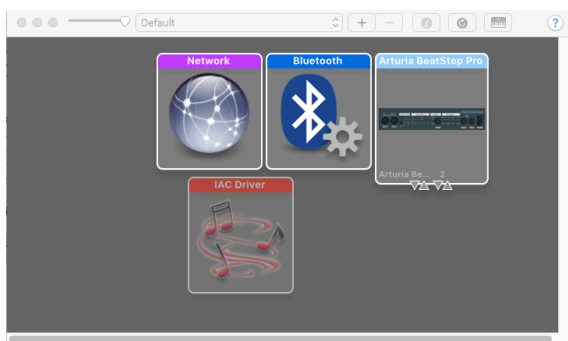 Default
+ − i ?
Network
Bluetooth
Arturia BeatStep Pro
Arturia Be... 2
IAC Driver